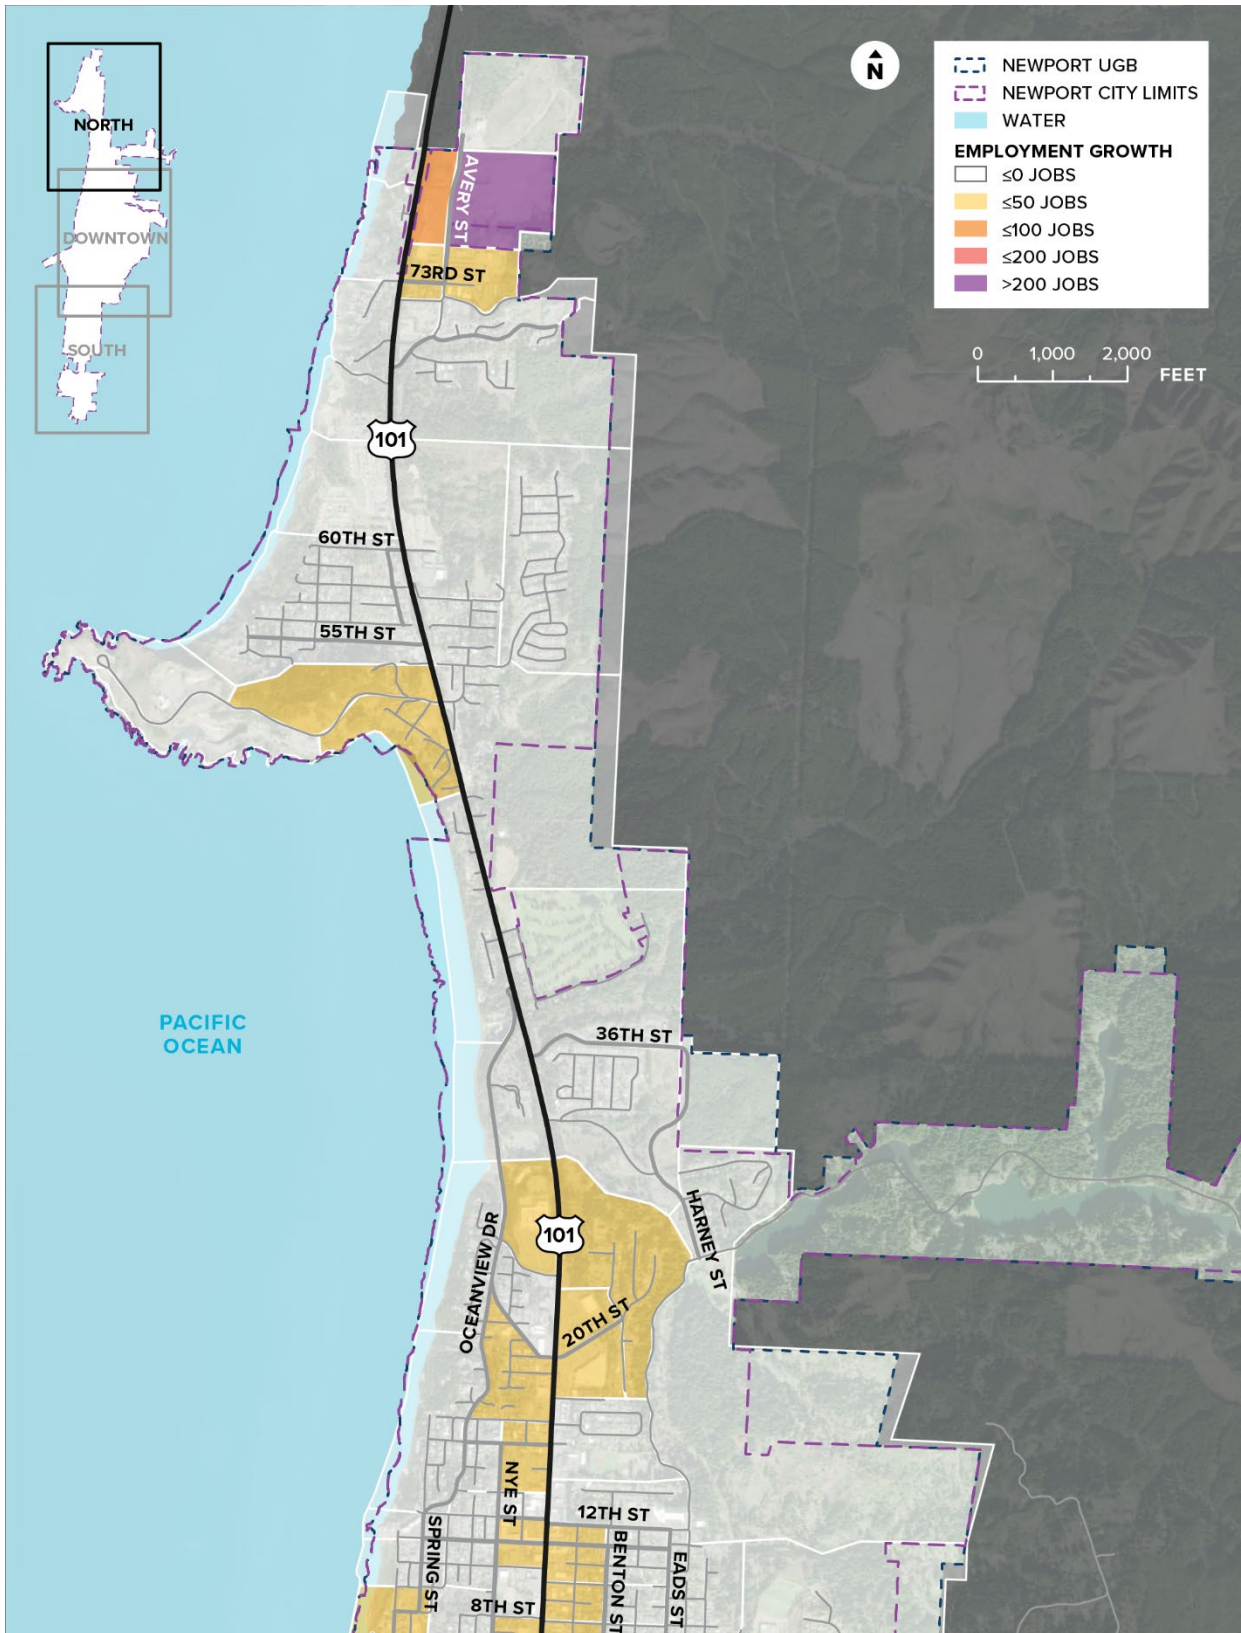 NORTH
DOWNTOWN
SOUTH
N
NEWPORT UGB
NEWPORT CITY LIMITS
WATER
EMPLOYMENT GROWTH
≤0 JOBS
≤50 JOBS
≤100 JOBS
≤200 JOBS
>200 JOBS
0 1,000 2,000
FEET
AVERY ST
73RD ST
101
60TH ST
55TH ST
PACIFIC
OCEAN
36TH ST
HARNEY ST
OCEANVIEW DR
101
20TH ST
NYE ST
12TH ST
SPRING ST
BENTON ST
EADS ST
8TH ST